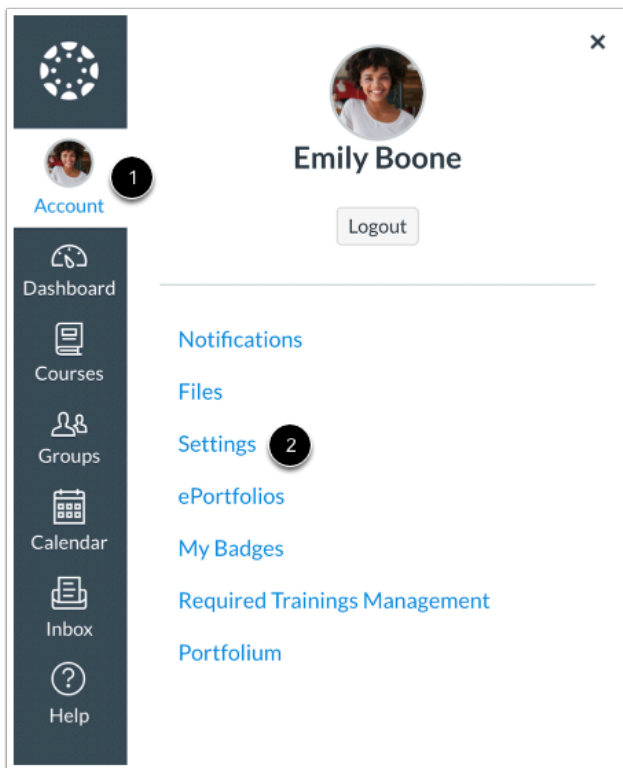 Account
1
Dashboard
Courses
Groups
Calendar
Inbox
Help
Emily Boone
Logout
Notifications
Files
Settings 2
ePortfolios
My Badges
Required Trainings Management
Portfolium